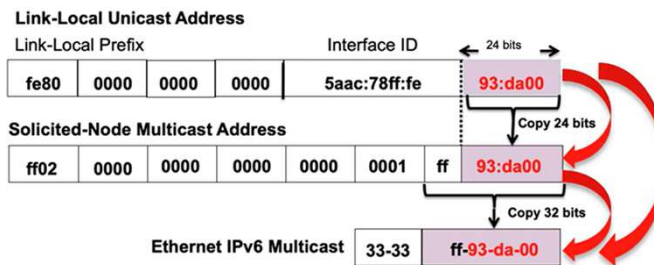 Link-Local Unicast Address
Link-Local Prefix Interface ID 24 bits
fe80 0000 0000 0000 5aac:78ff:fe 93:da00
Copy 24 bits
Solicited-Node Multicast Address
ff02 0000 0000 0000 0000 0001 ff 93:da00
Copy 32 bits
Ethernet IPv6 Multicast 33-33 ff-93-da-00